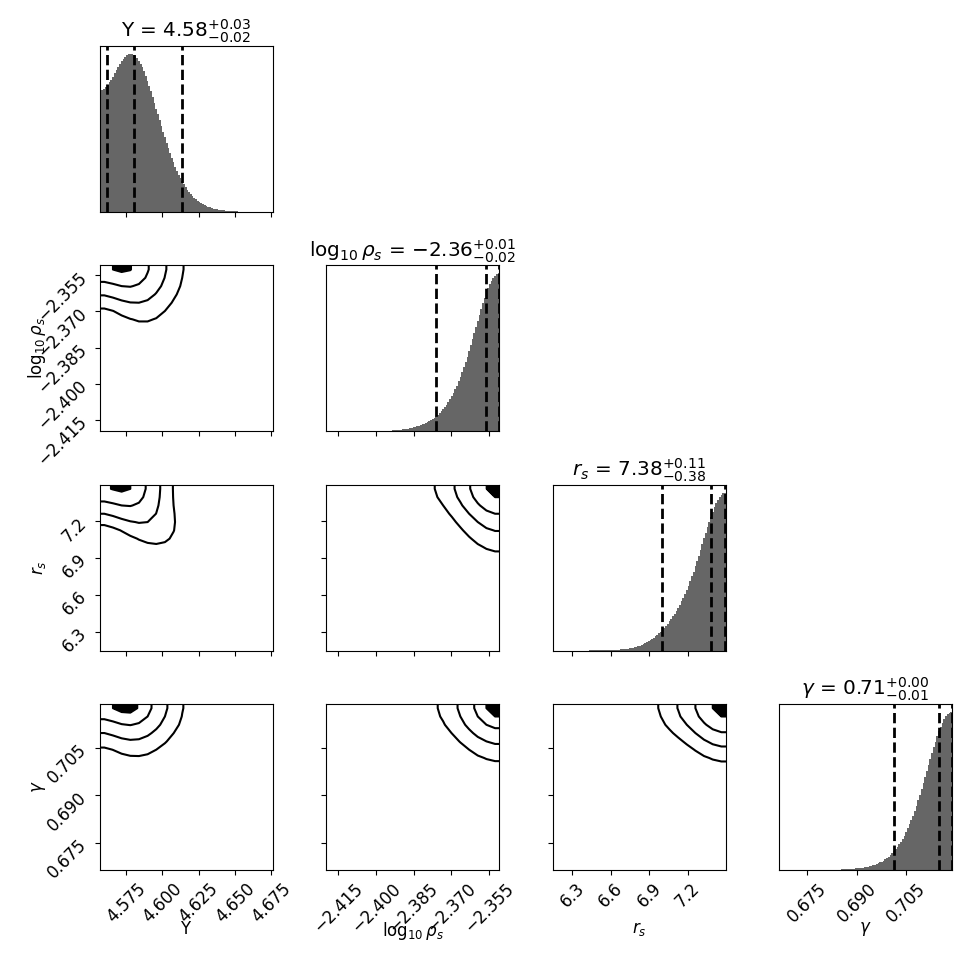 Y = 4.58^{+0.03}_{-0.02}
log₁₀ ρₛ = −2.36^{+0.01}_{-0.02}
−2.355
−2.370
−2.385
−2.400
−2.415
log₁₀ ρₛ
rₛ = 7.38^{+0.11}_{-0.38}
7.2
6.9
6.6
6.3
rₛ
γ = 0.71^{+0.00}_{-0.01}
0.705
0.690
0.675
γ
4.575 4.600 4.625 4.650 4.675
Y
−2.415 −2.400 −2.385 −2.370 −2.355
log₁₀ ρₛ
6.3 6.6 6.9 7.2
rₛ
0.675 0.690 0.705
γ